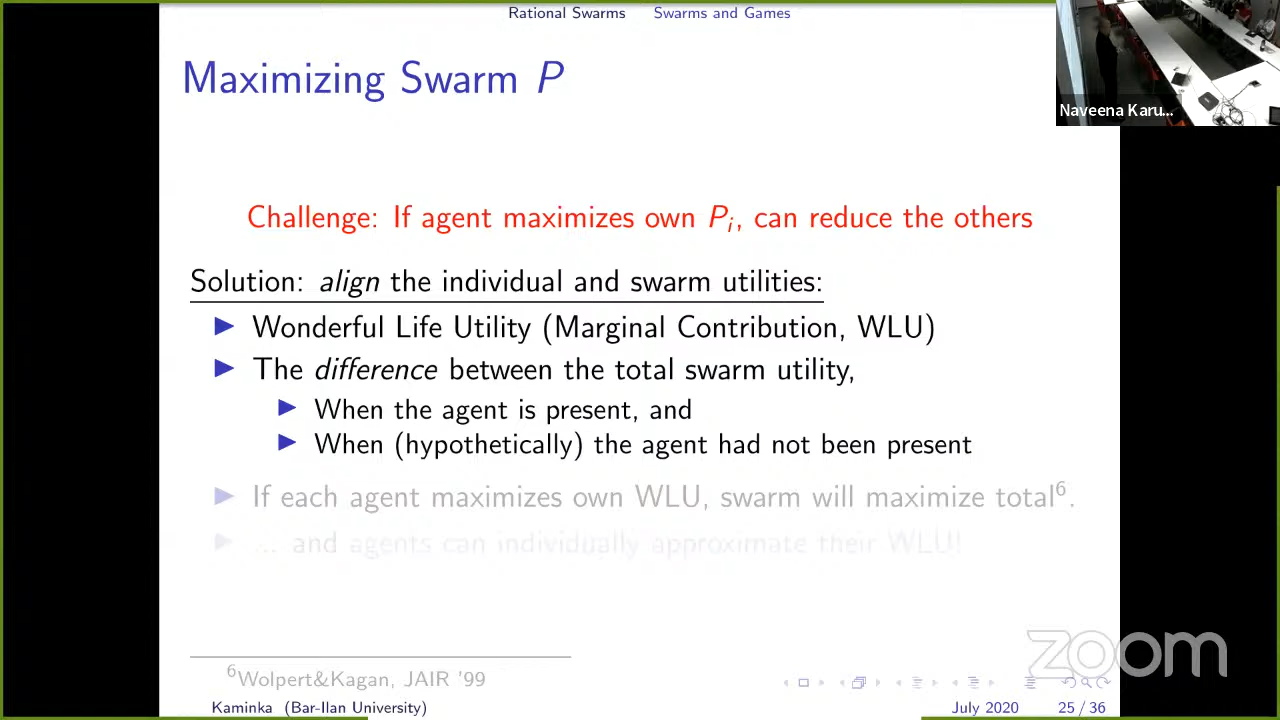 Rational Swarms Swarms and Games
Maximizing Swarm P
Naveena Karu...
Challenge: If agent maximizes own Pi, can reduce the others
Solution: align the individual and swarm utilities:
▶ Wonderful Life Utility (Marginal Contribution, WLU)
▶ The difference between the total swarm utility,
▶ When the agent is present, and
▶ When (hypothetically) the agent had not been present
▶ If each agent maximizes own WLU, swarm will maximize total6.
▶ ... and agents can individually approximate their WLU!
6Wolpert&Kagan, JAIR '99
zoom
Kaminka (Bar-Ilan University) July 2020 25 / 36